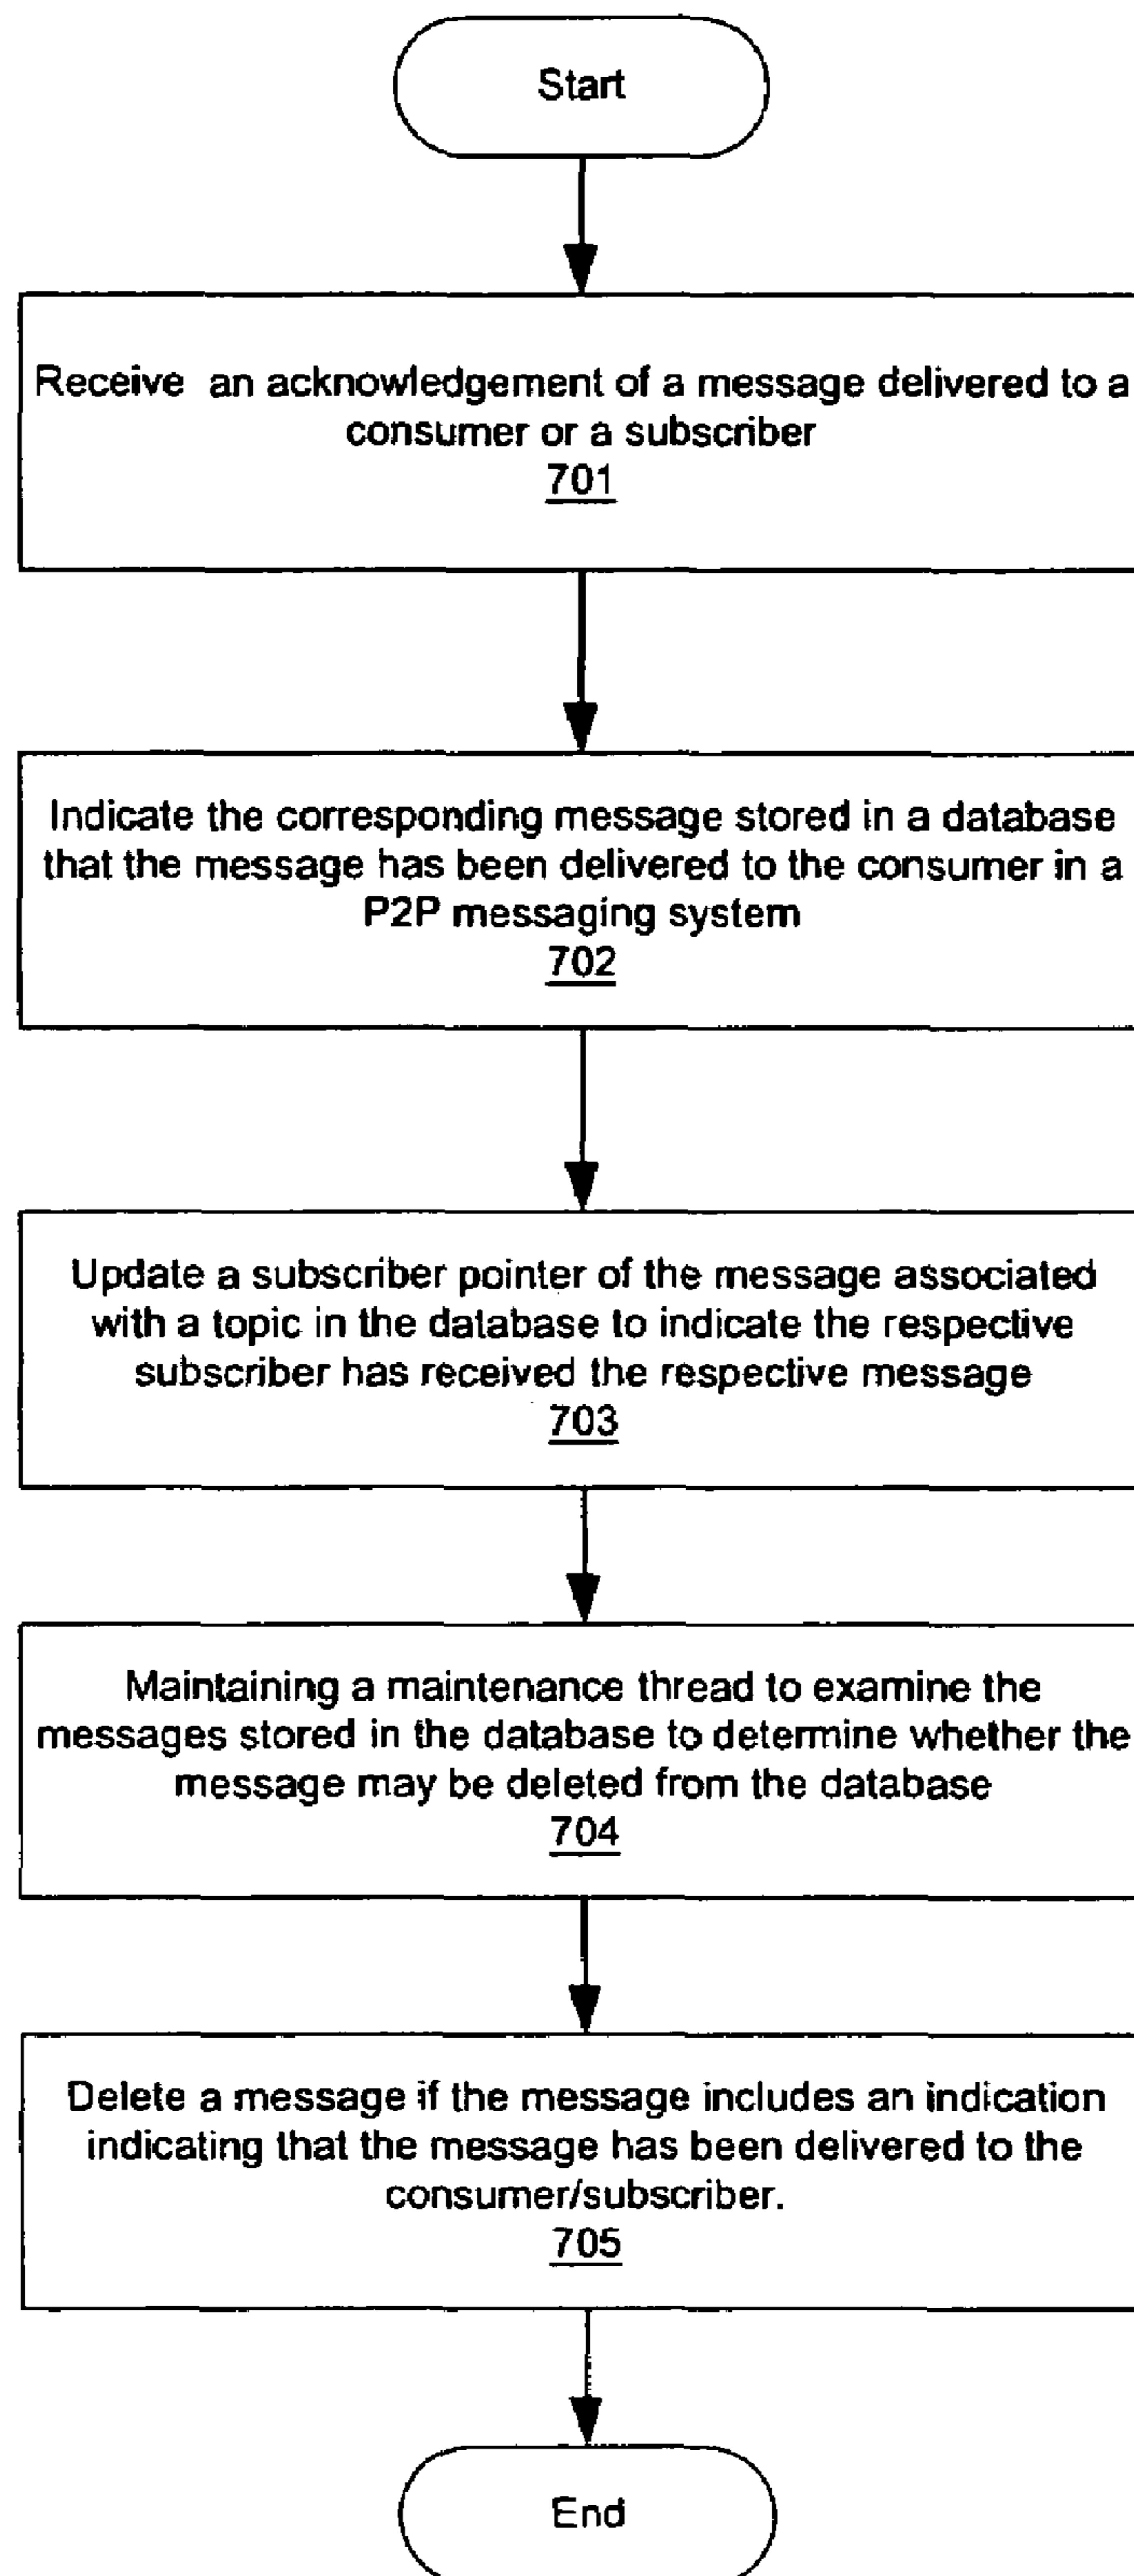 Start
Receive an acknowledgement of a message delivered to a
consumer or a subscriber
701
Indicate the corresponding message stored in a database
that the message has been delivered to the consumer in a
P2P messaging system
702
Update a subscriber pointer of the message associated
with a topic in the database to indicate the respective
subscriber has received the respective message
703
Maintaining a maintenance thread to examine the
messages stored in the database to determine whether the
message may be deleted from the database
704
Delete a message if the message includes an indication
indicating that the message has been delivered to the
consumer/subscriber.
705
End